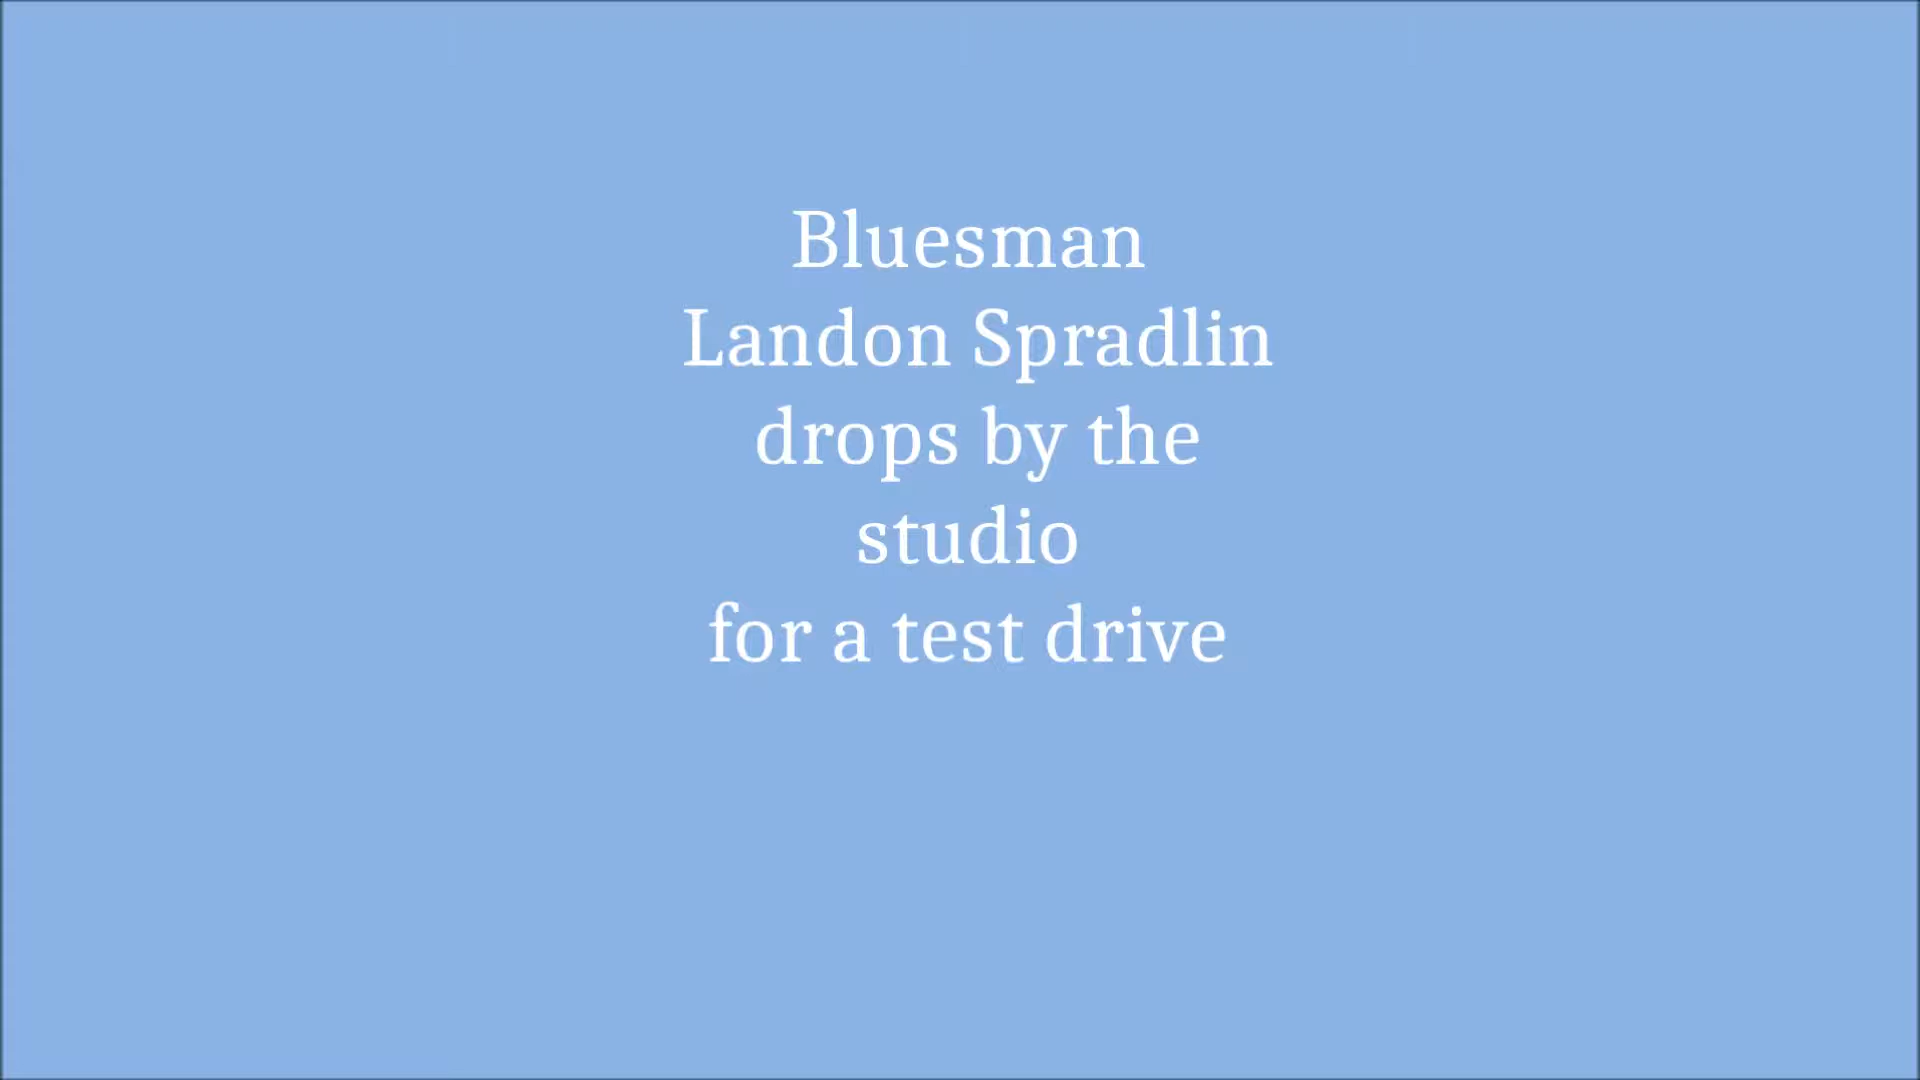 Bluesman
Landon Spradlin
drops by the
studio
for a test drive